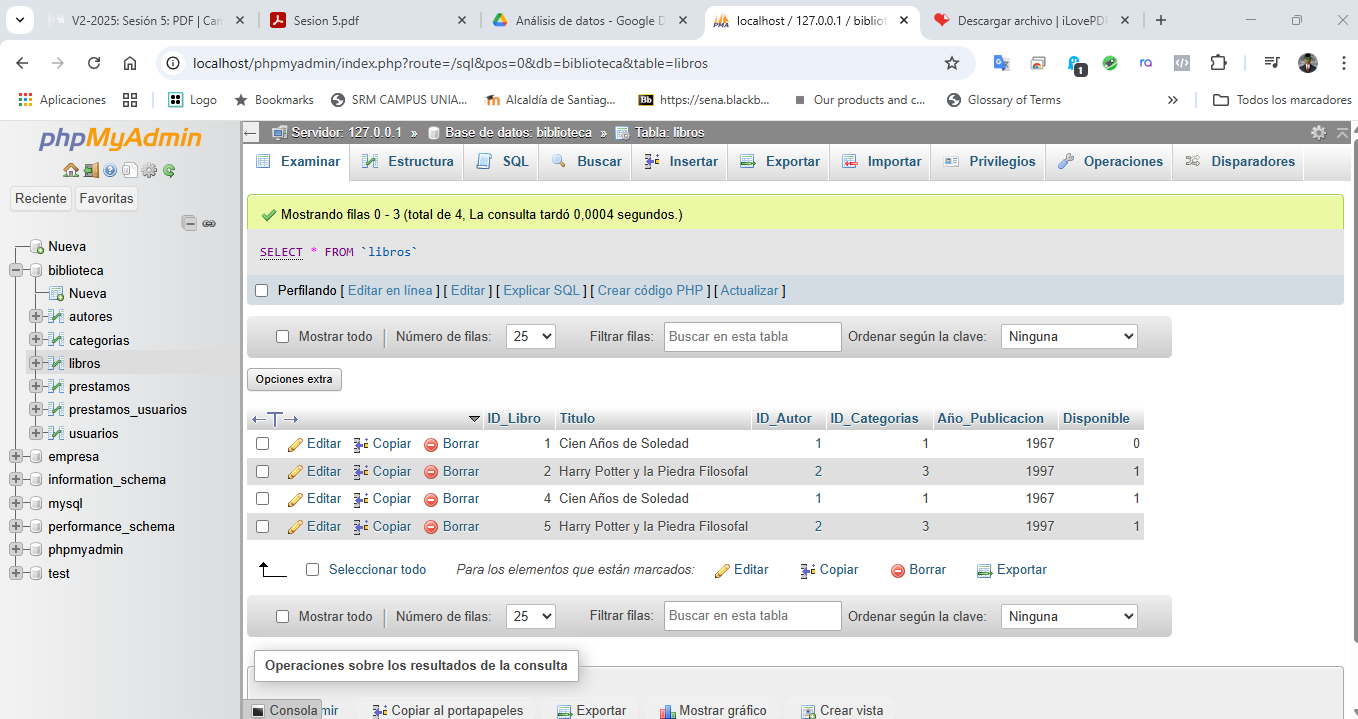 V2-2025: Sesión 5: PDF | Can
Sesion 5.pdf
Análisis de datos - Google D
PMA localhost / 127.0.0.1 / bibliot
Descargar archivo | iLovePDF
localhost/phpmyadmin/index.php?route=/sql&pos=0&db=biblioteca&table=libros
1
ra
Aplicaciones
Logo
Bookmarks
SRM CAMPUS UNIA...
Alcaldía de Santiag...
Bb https://sena.blackb...
Our products and c...
Glossary of Terms
»
Todos los marcadores
phpMyAdmin
Reciente Favoritas
Nueva
biblioteca
Nueva
autores
categorias
libros
prestamos
prestamos_usuarios
usuarios
empresa
information_schema
mysql
performance_schema
phpmyadmin
test
Servidor: 127.0.0.1 » Base de datos: biblioteca » Tabla: libros
Examinar Estructura SQL Buscar Insertar Exportar Importar Privilegios Operaciones Disparadores
Mostrando filas 0 - 3 (total de 4, La consulta tardó 0,0004 segundos.)
SELECT * FROM `libros`
Perfilando [ Editar en línea ] [ Editar ] [ Explicar SQL ] [ Crear código PHP ] [ Actualizar ]
Mostrar todo Número de filas: 25 Filtrar filas: Buscar en esta tabla Ordenar según la clave: Ninguna
Opciones extra
←T→ ID_Libro Titulo ID_Autor ID_Categorias Año_Publicacion Disponible
Editar Copiar Borrar 1 Cien Años de Soledad 1 1 1967 0
Editar Copiar Borrar 2 Harry Potter y la Piedra Filosofal 2 3 1997 1
Editar Copiar Borrar 4 Cien Años de Soledad 1 1 1967 1
Editar Copiar Borrar 5 Harry Potter y la Piedra Filosofal 2 3 1997 1
Seleccionar todo Para los elementos que están marcados: Editar Copiar Borrar Exportar
Mostrar todo Número de filas: 25 Filtrar filas: Buscar en esta tabla Ordenar según la clave: Ninguna
Operaciones sobre los resultados de la consulta
Consola mir Copiar al portapapeles Exportar Mostrar gráfico Crear vista